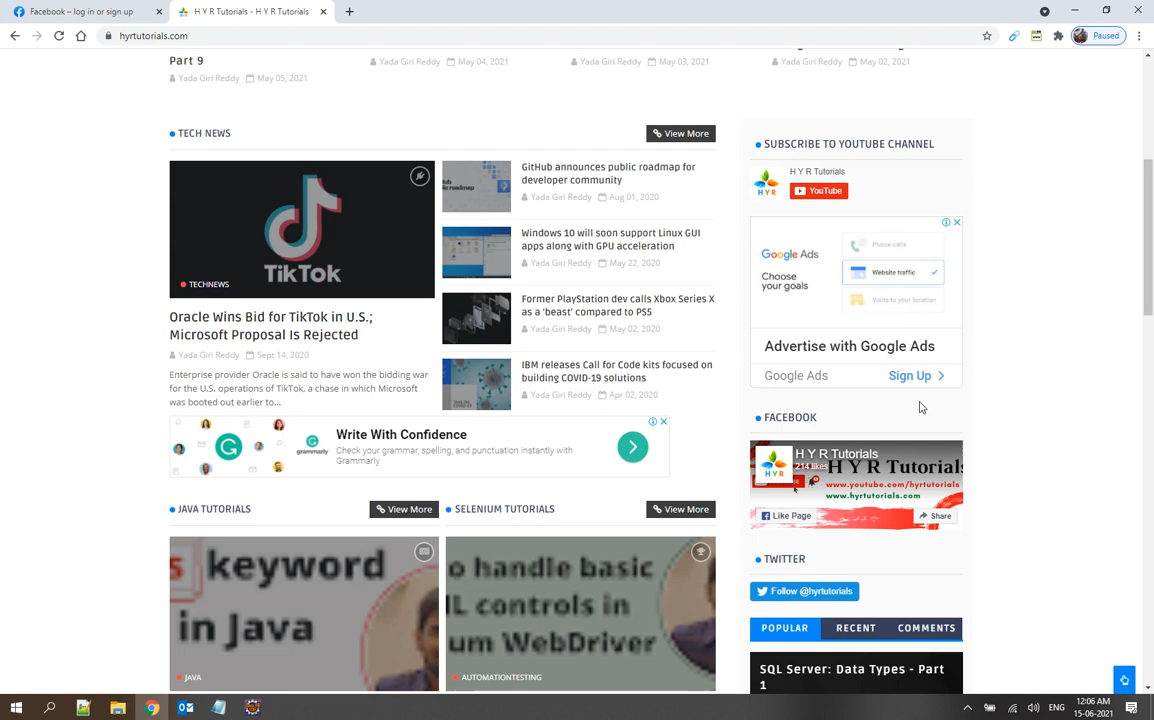 Facebook – log in or sign up
H Y R Tutorials - H Y R Tutorials
hyrtutorials.com
Paused
Part 9
Yada Giri Reddy May 05, 2021
Yada Giri Reddy May 04, 2021
Yada Giri Reddy May 03, 2021
Yada Giri Reddy May 02, 2021
TECH NEWS
View More
TikTok
TECHNEWS
Oracle Wins Bid for TikTok in U.S.;
Microsoft Proposal Is Rejected
Yada Giri Reddy Sept 14, 2020
Enterprise provider Oracle is said to have won the bidding war
for the U.S. operations of TikTok, a chase in which Microsoft
was booted out earlier to...
GitHub announces public roadmap for
developer community
Yada Giri Reddy Aug 01, 2020
Windows 10 will soon support Linux GUI
apps along with GPU acceleration
Yada Giri Reddy May 22, 2020
Former PlayStation dev calls Xbox Series X
as a 'beast' compared to PS5
Yada Giri Reddy May 02, 2020
IBM releases Call for Code kits focused on
building COVID-19 solutions
Yada Giri Reddy Apr 02, 2020
grammarly
Write With Confidence
Check your grammar, spelling, and punctuation instantly with
Grammarly
JAVA TUTORIALS
View More
s keyword
in Java
JAVA
SELENIUM TUTORIALS
View More
o handle basic
L controls in
um WebDriver
AUTOMATIONTESTING
SUBSCRIBE TO YOUTUBE CHANNEL
HYR
H Y R Tutorials
YouTube
Google Ads
Choose
your goals
Phone calls
Website traffic
Visits to your location
Advertise with Google Ads
Google Ads
Sign Up
FACEBOOK
HYR
H Y R Tutorials
214 likes
H Y R Tutorials
www.youtube.com/hyrtutorials
www.hyrtutorials.com
Like Page
Share
TWITTER
Follow @hyrtutorials
POPULAR RECENT COMMENTS
SQL Server: Data Types - Part
1
ENG
12:06 AM
15-06-2021